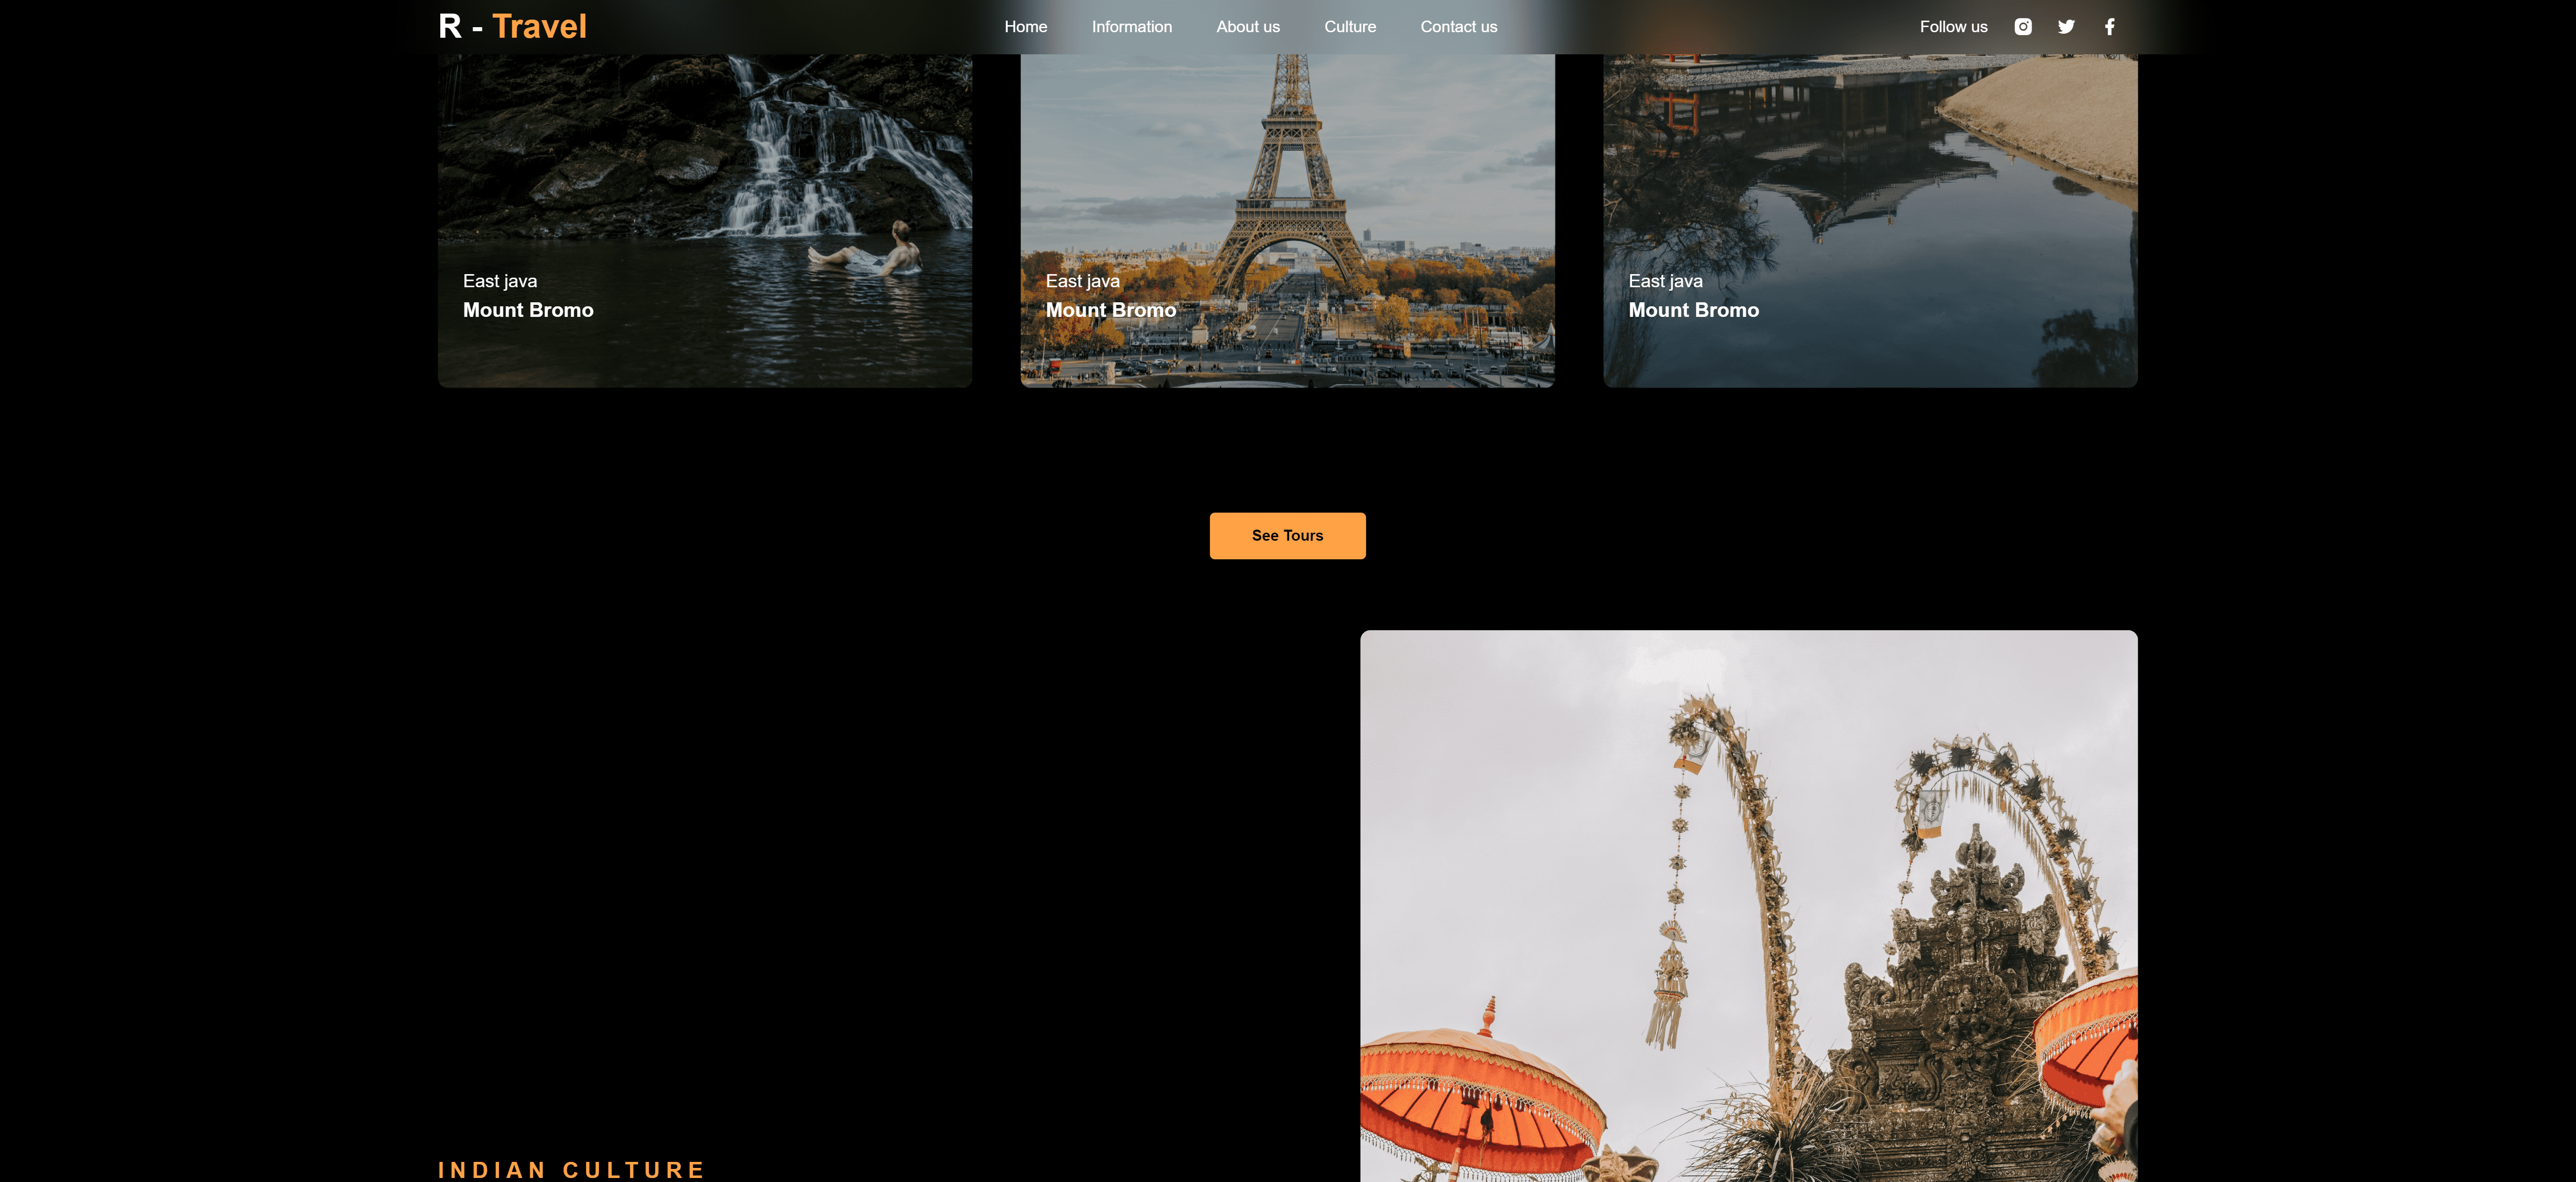 R - Travel
Home Information About us Culture Contact us
Follow us
East java
Mount Bromo
East java
Mount Bromo
East java
Mount Bromo
See Tours
INDIAN CULTURE